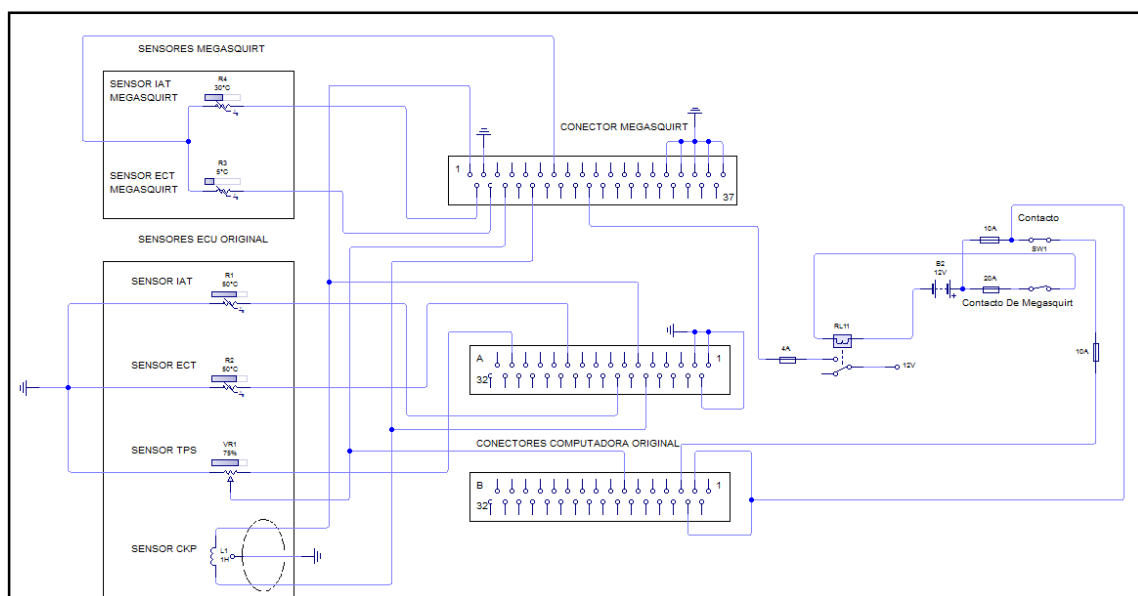 SENSORES MEGASQUIRT
SENSOR IAT
MEGASQUIRT
R4
30°C
SENSOR ECT
MEGASQUIRT
R3
5°C
CONECTOR MEGASQUIRT
1
37
SENSORES ECU ORIGINAL
SENSOR IAT
R1
50°C
SENSOR ECT
R2
50°C
SENSOR TPS
VR1
75%
SENSOR CKP
L1
1H
A
1
32
CONECTORES COMPUTADORA ORIGINAL
B
1
32
Contacto
10A
SW1
B2
12V
+
20A
Contacto De Megasquirt
RL11
4A
12V
10A